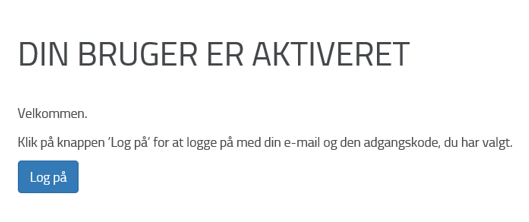 DIN BRUGER ER AKTIVERET
Velkommen.
Klik på knappen 'Log på' for at logge på med din e-mail og den adgangskode, du har valgt.
Log på